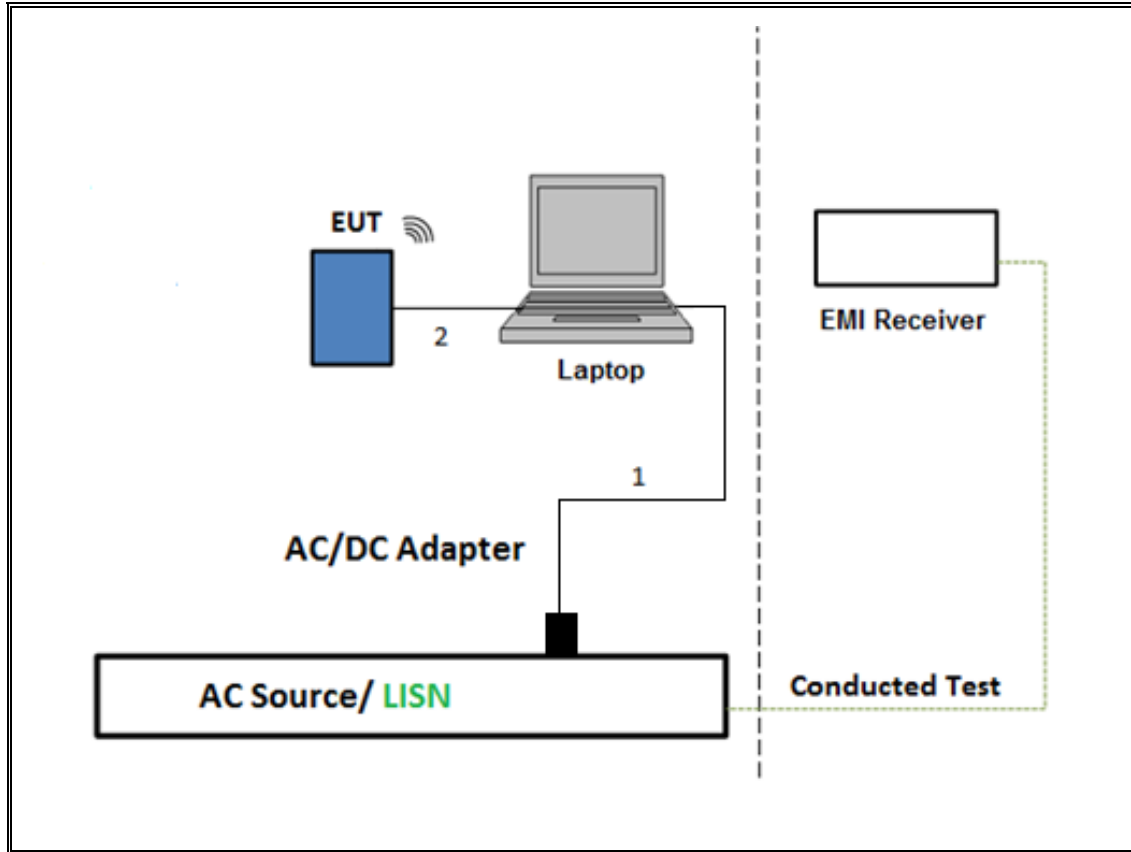 EUT
2
Laptop
EMI Receiver
1
AC/DC Adapter
AC Source/ LISN
Conducted Test